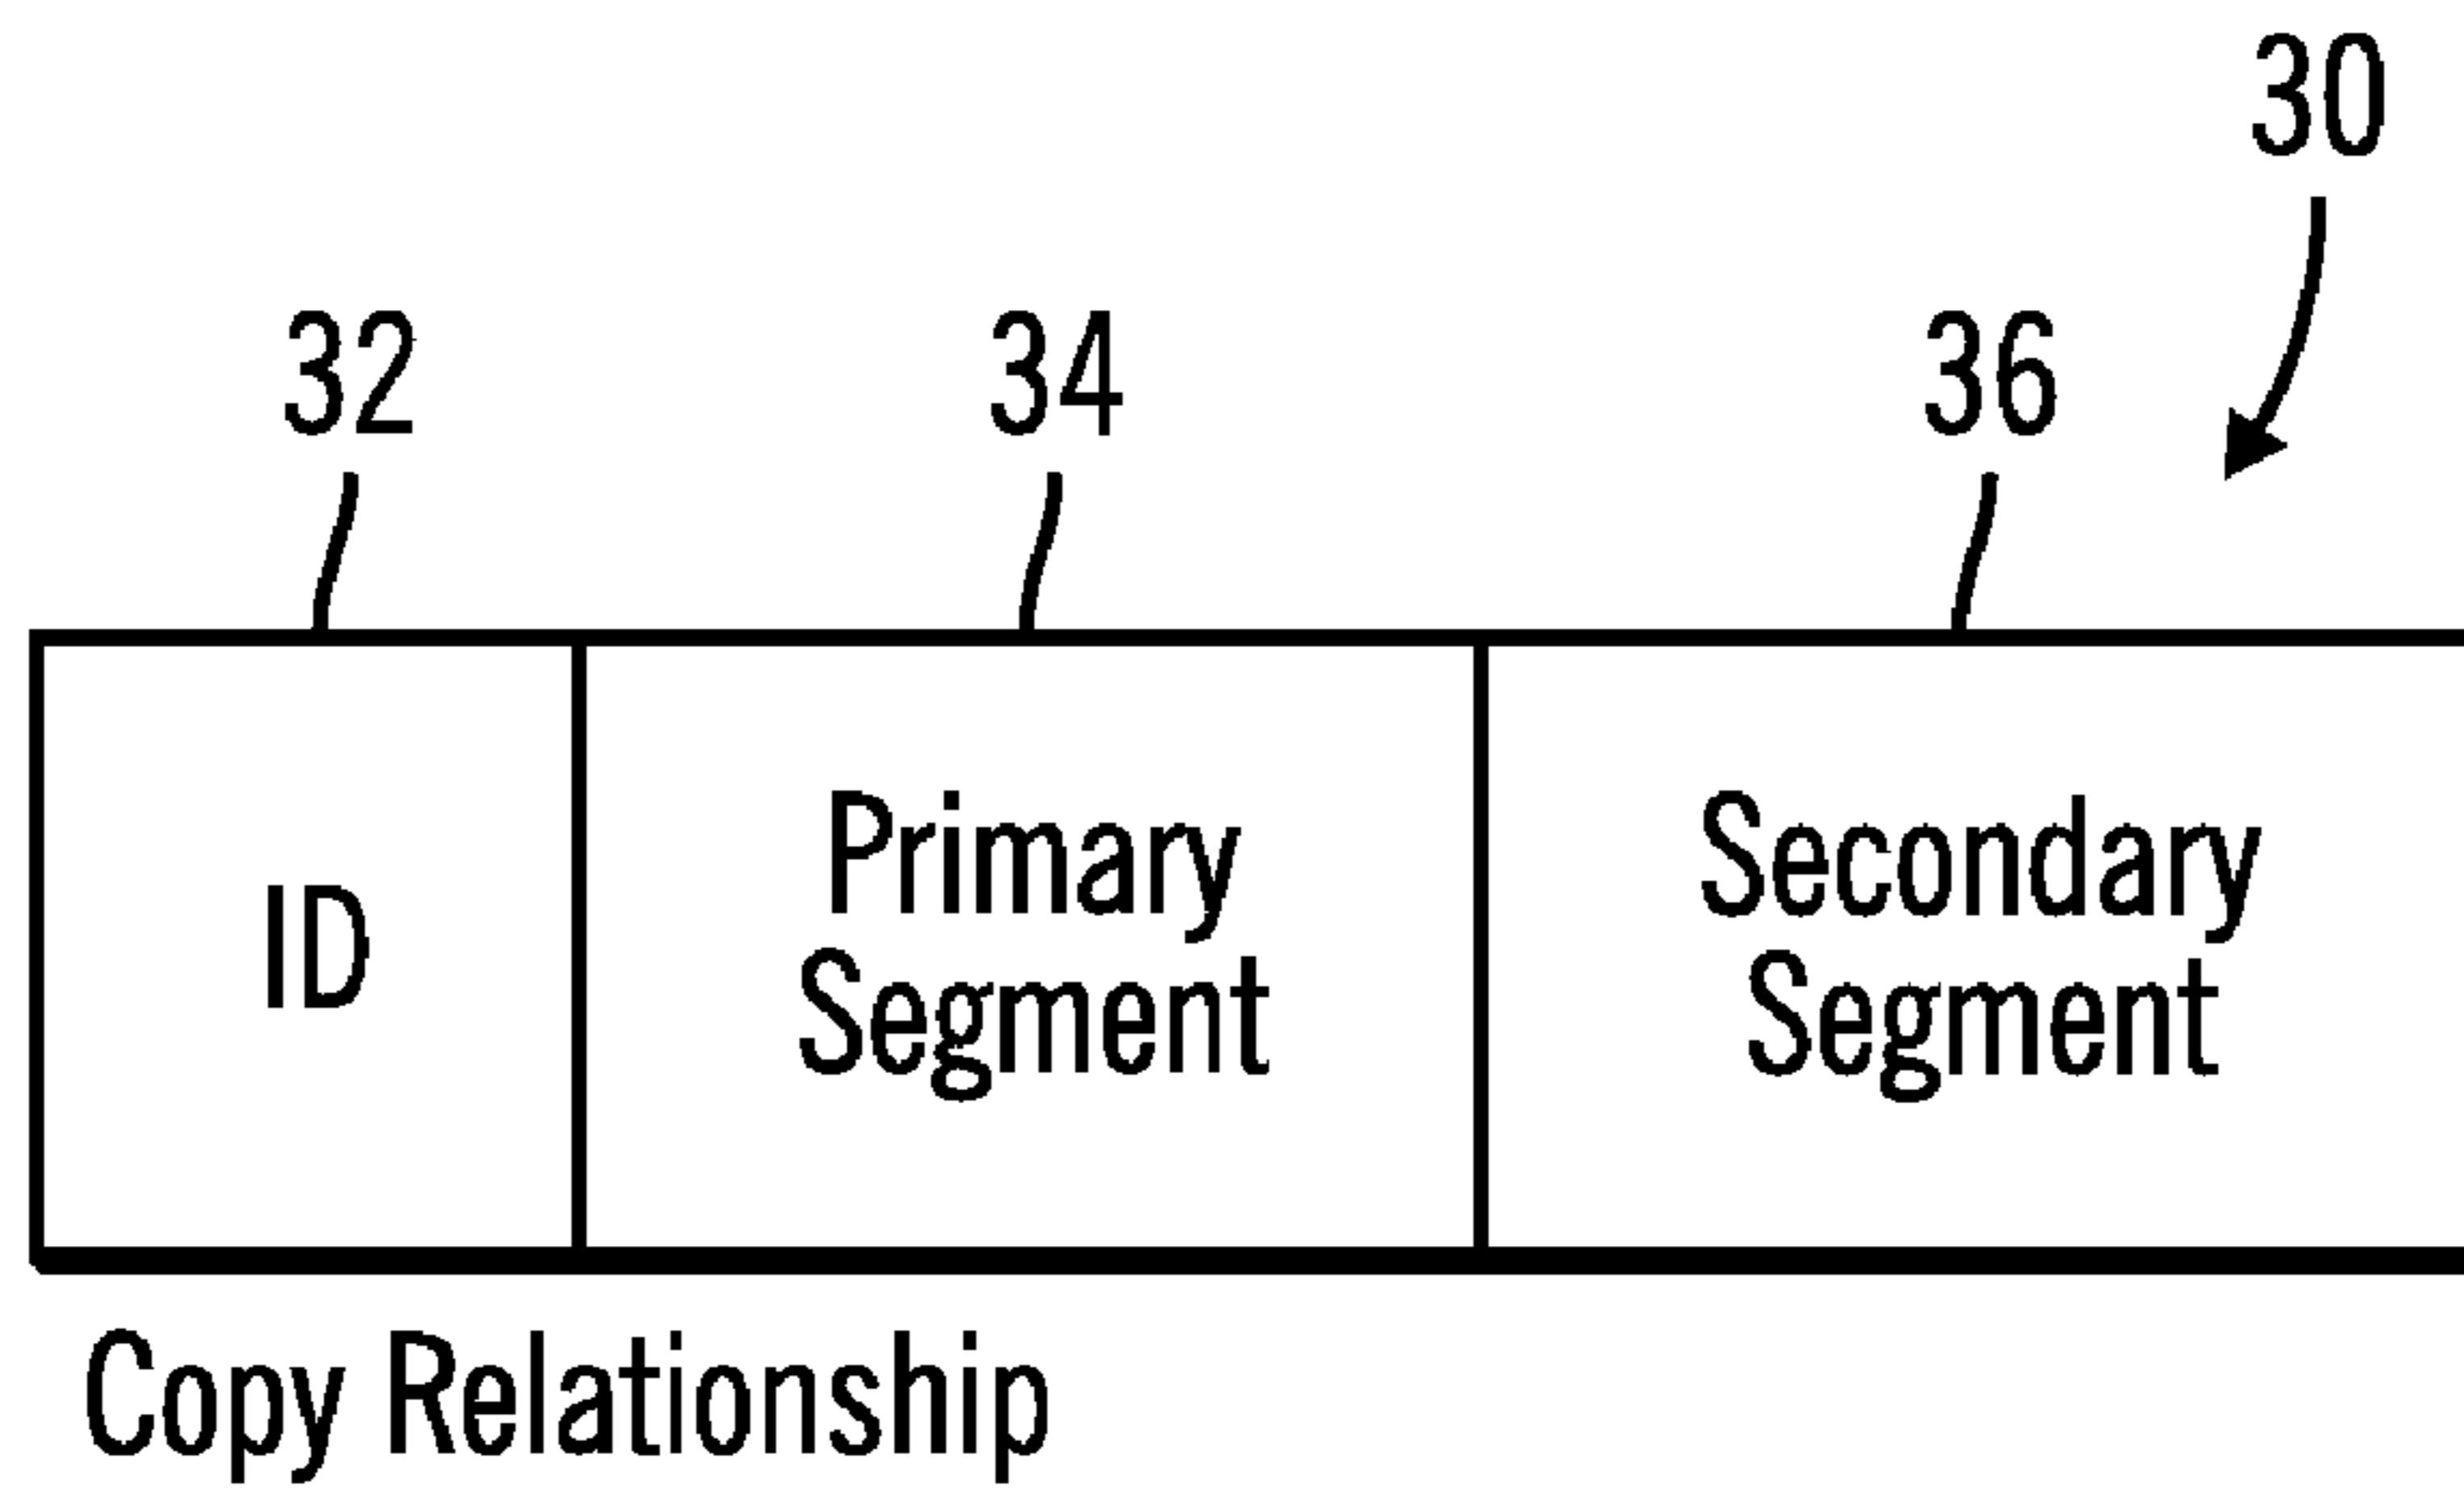 30
32 34 36
ID
Primary
Segment
Secondary
Segment
Copy Relationship